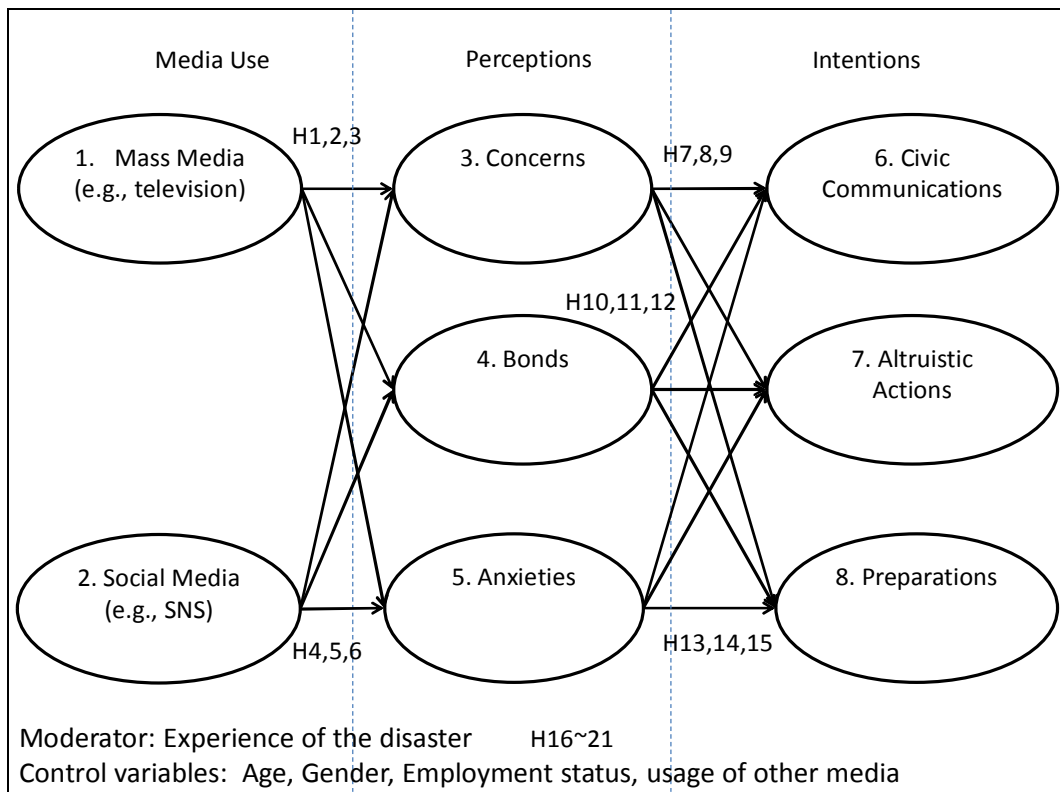 Media Use
Perceptions
Intentions
H1,2,3
H7,8,9
1. Mass Media
(e.g., television)
3. Concerns
6. Civic
Communications
H10,11,12
4. Bonds
7. Altruistic
Actions
2. Social Media
(e.g., SNS)
5. Anxieties
8. Preparations
H4,5,6
H13,14,15
Moderator: Experience of the disaster H16~21
Control variables: Age, Gender, Employment status, usage of other media